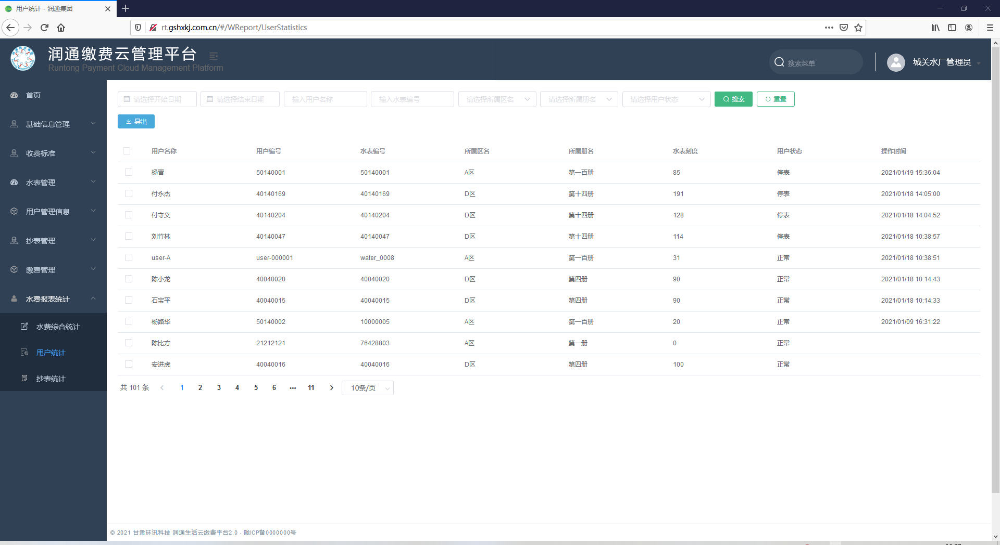 用户统计 - 润通集团
rt.gshxkj.com.cn/#/WReport/UserStatistics
润通缴费云管理平台
Runtong Payment Cloud Management Platform
搜索菜单
城关水厂管理员
首页
基础信息管理
收费标准
水表管理
用户管理信息
抄表管理
缴费管理
水费报表统计
水费综合统计
用户统计
抄表统计
请选择开始日期 请选择结束日期 输入用户名称 输入水表编号 请选择所属区名 请选择所属册名 请选择用户状态 搜索 重置
导出
用户名称 用户编号 水表编号 所属区名 所属册名 水表刻度 用户状态 操作时间
杨晋 50140001 50140001 A区 第一百册 85 停表 2021/01/19 15:36:04
付永杰 40140169 40140169 D区 第十四册 191 停表 2021/01/18 14:05:00
付守义 40140204 40140204 D区 第十四册 128 停表 2021/01/18 14:04:52
刘竹林 40140047 40140047 D区 第十四册 114 停表 2021/01/18 10:38:57
user-A user-000001 water_0008 A区 第一百册 31 正常 2021/01/18 10:38:51
陈小龙 40040020 40040020 D区 第四册 90 正常 2021/01/18 10:14:43
石宝平 40040015 40040015 D区 第四册 90 正常 2021/01/18 10:14:33
杨路华 50140002 10000005 A区 第一百册 20 正常 2021/01/09 16:31:22
陈比方 21212121 76428803 A区 第一册 0 正常
安进虎 40040016 40040016 D区 第四册 100 正常
共 101 条 1 2 3 4 5 6 ••• 11 10条/页
© 2021 甘肃环讯科技 润通生活云缴费平台2.0 · 陇ICP备0000000号